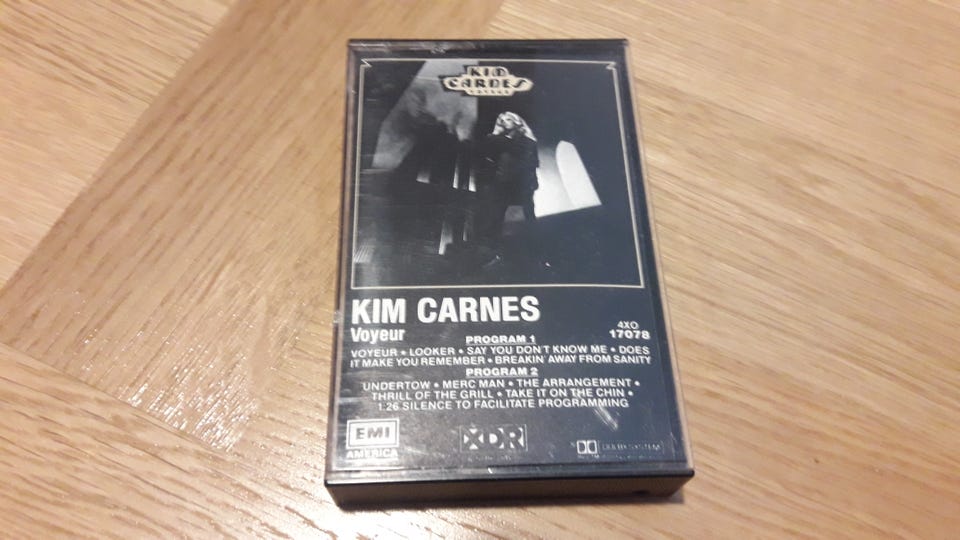 KIM
CARNES
VOYEUR
KIM CARNES
Voyeur
4XO
17078
PROGRAM 1
VOYEUR • LOOKER • SAY YOU DON'T KNOW ME • DOES
IT MAKE YOU REMEMBER • BREAKIN' AWAY FROM SANITY
PROGRAM 2
UNDERTOW • MERC MAN • THE ARRANGEMENT •
THRILL OF THE GRILL • TAKE IT ON THE CHIN •
1:26 SILENCE TO FACILITATE PROGRAMMING
EMI
AMERICA
XDR
DOLBY SYSTEM